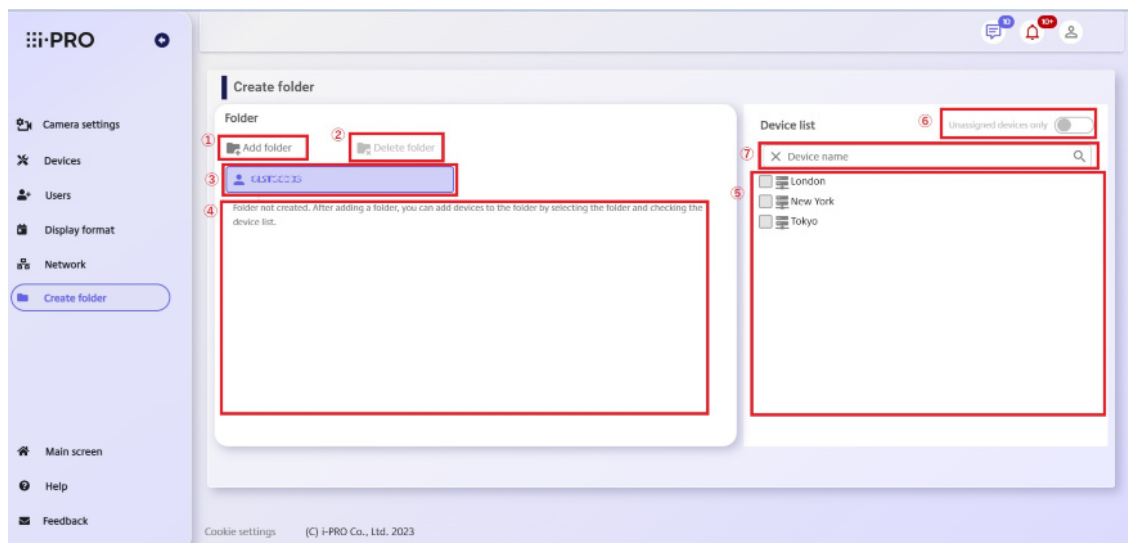 i-PRO
10
10+
Create folder
Camera settings
Devices
Users
Display format
Network
Create folder
Main screen
Help
Feedback
Folder
① Add folder
② Delete folder
③
④ Folder not created. After adding a folder, you can add devices to the folder by selecting the folder and checking the
device list.
Device list
⑥ Unassigned devices only
⑦ Device name
⑤
London
New York
Tokyo
Cookie settings (C) i-PRO Co., Ltd. 2023